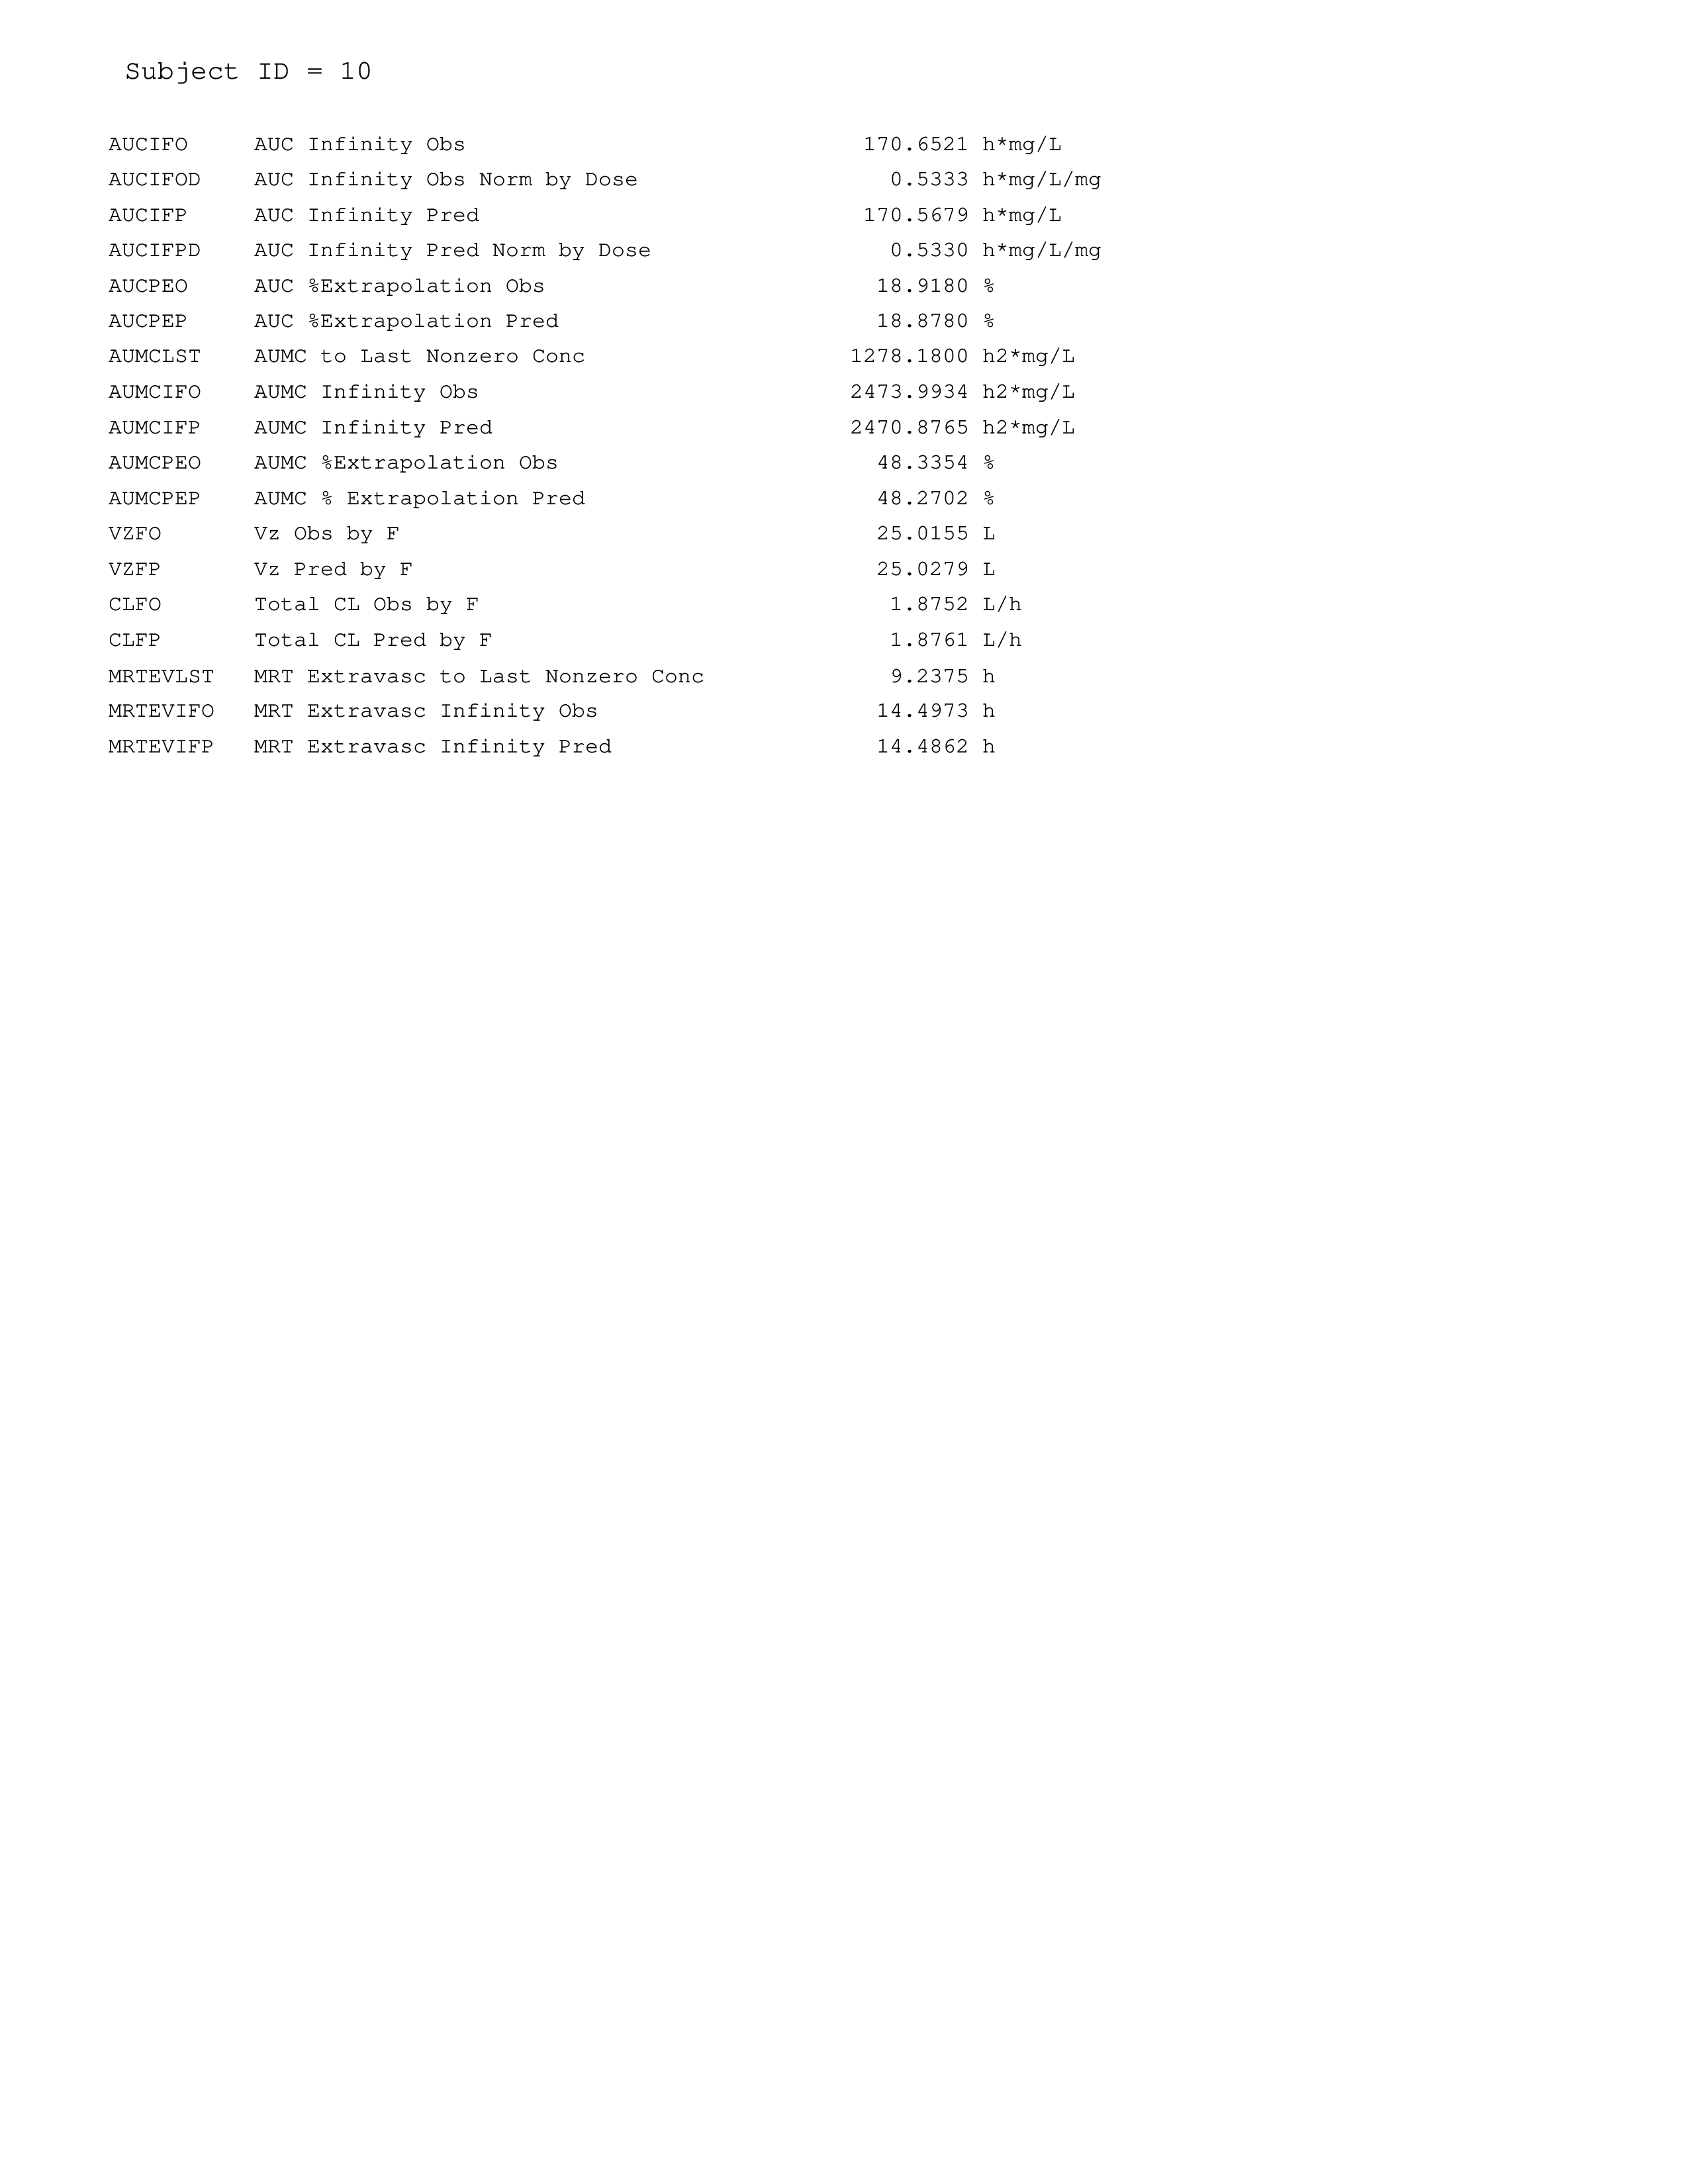 Subject ID = 10
AUCIFO AUC Infinity Obs 170.6521 h*mg/L
AUCIFOD AUC Infinity Obs Norm by Dose 0.5333 h*mg/L/mg
AUCIFP AUC Infinity Pred 170.5679 h*mg/L
AUCIFPD AUC Infinity Pred Norm by Dose 0.5330 h*mg/L/mg
AUCPEO AUC %Extrapolation Obs 18.9180 %
AUCPEP AUC %Extrapolation Pred 18.8780 %
AUMCLST AUMC to Last Nonzero Conc 1278.1800 h2*mg/L
AUMCIFO AUMC Infinity Obs 2473.9934 h2*mg/L
AUMCIFP AUMC Infinity Pred 2470.8765 h2*mg/L
AUMCPEO AUMC %Extrapolation Obs 48.3354 %
AUMCPEP AUMC % Extrapolation Pred 48.2702 %
VZFO Vz Obs by F 25.0155 L
VZFP Vz Pred by F 25.0279 L
CLFO Total CL Obs by F 1.8752 L/h
CLFP Total CL Pred by F 1.8761 L/h
MRTEVLST MRT Extravasc to Last Nonzero Conc 9.2375 h
MRTEVIFO MRT Extravasc Infinity Obs 14.4973 h
MRTEVIFP MRT Extravasc Infinity Pred 14.4862 h